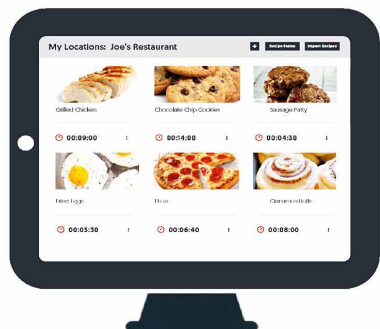 My Locations: Joe's Restaurant
+ Recipe Status Import Recipes
Grilled Chicken
Chocolate Chip Cookies
Sausage Patty
00:09:00
00:14:00
00:04:30
Fried Eggs
Pizza
Cinnamon Rolls
00:03:30
00:06:40
00:08:00